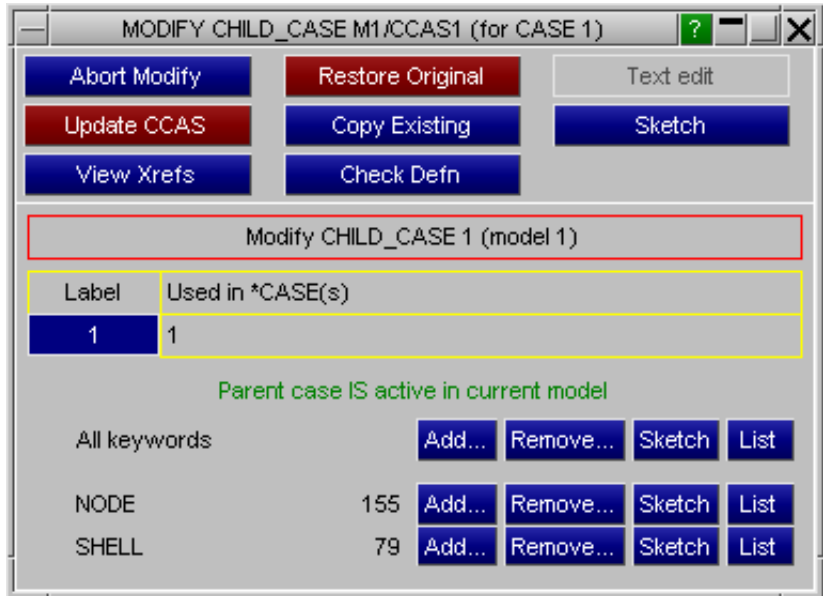 MODIFY CHILD_CASE M1/CCAS1 (for CASE 1) ?
Abort Modify Restore Original Text edit
Update CCAS Copy Existing Sketch
View Xrefs Check Defn
Modify CHILD_CASE 1 (model 1)
Label Used in *CASE(s)
1 1
Parent case IS active in current model
All keywords Add... Remove... Sketch List
NODE 155 Add... Remove... Sketch List
SHELL 79 Add... Remove... Sketch List